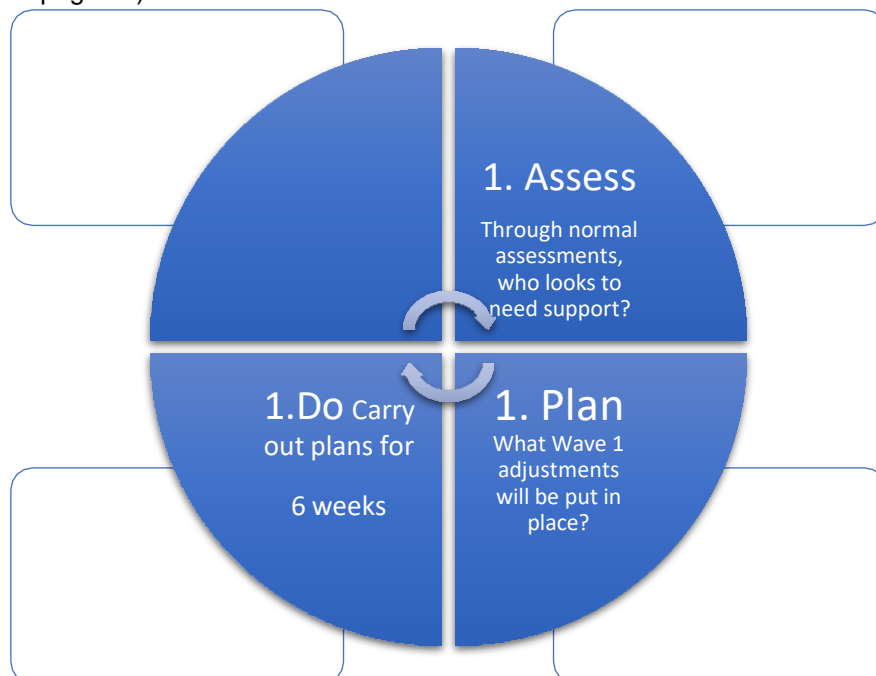 1. Assess
Through normal
assessments,
who looks to
need support?
1. Plan
What Wave 1
adjustments
will be put in
place?
1.Do Carry
out plans for
6 weeks